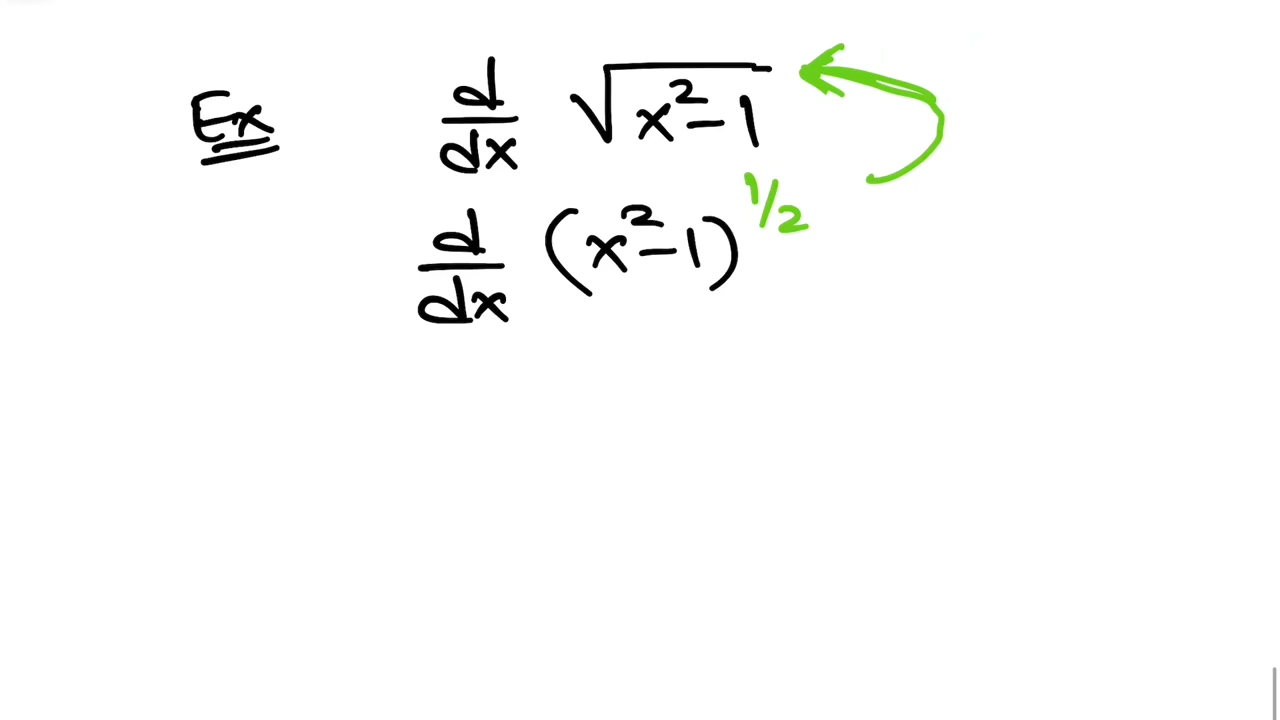 Ex d/dx √(x²-1)
d/dx (x²-1)^1/2